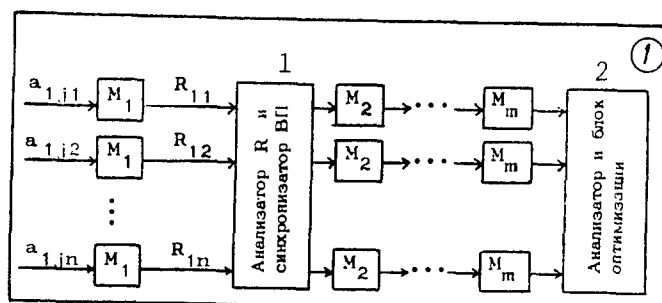 1
1
2
a1,j1 M1 R11 M2 ... Mm
a1,j2 M1 R12 M2 ... Mm
...
a1,jn M1 R1n M2 ... Mm
Анализатор R и
синхронизатор ВП
Анализатор и блок
оптимизации